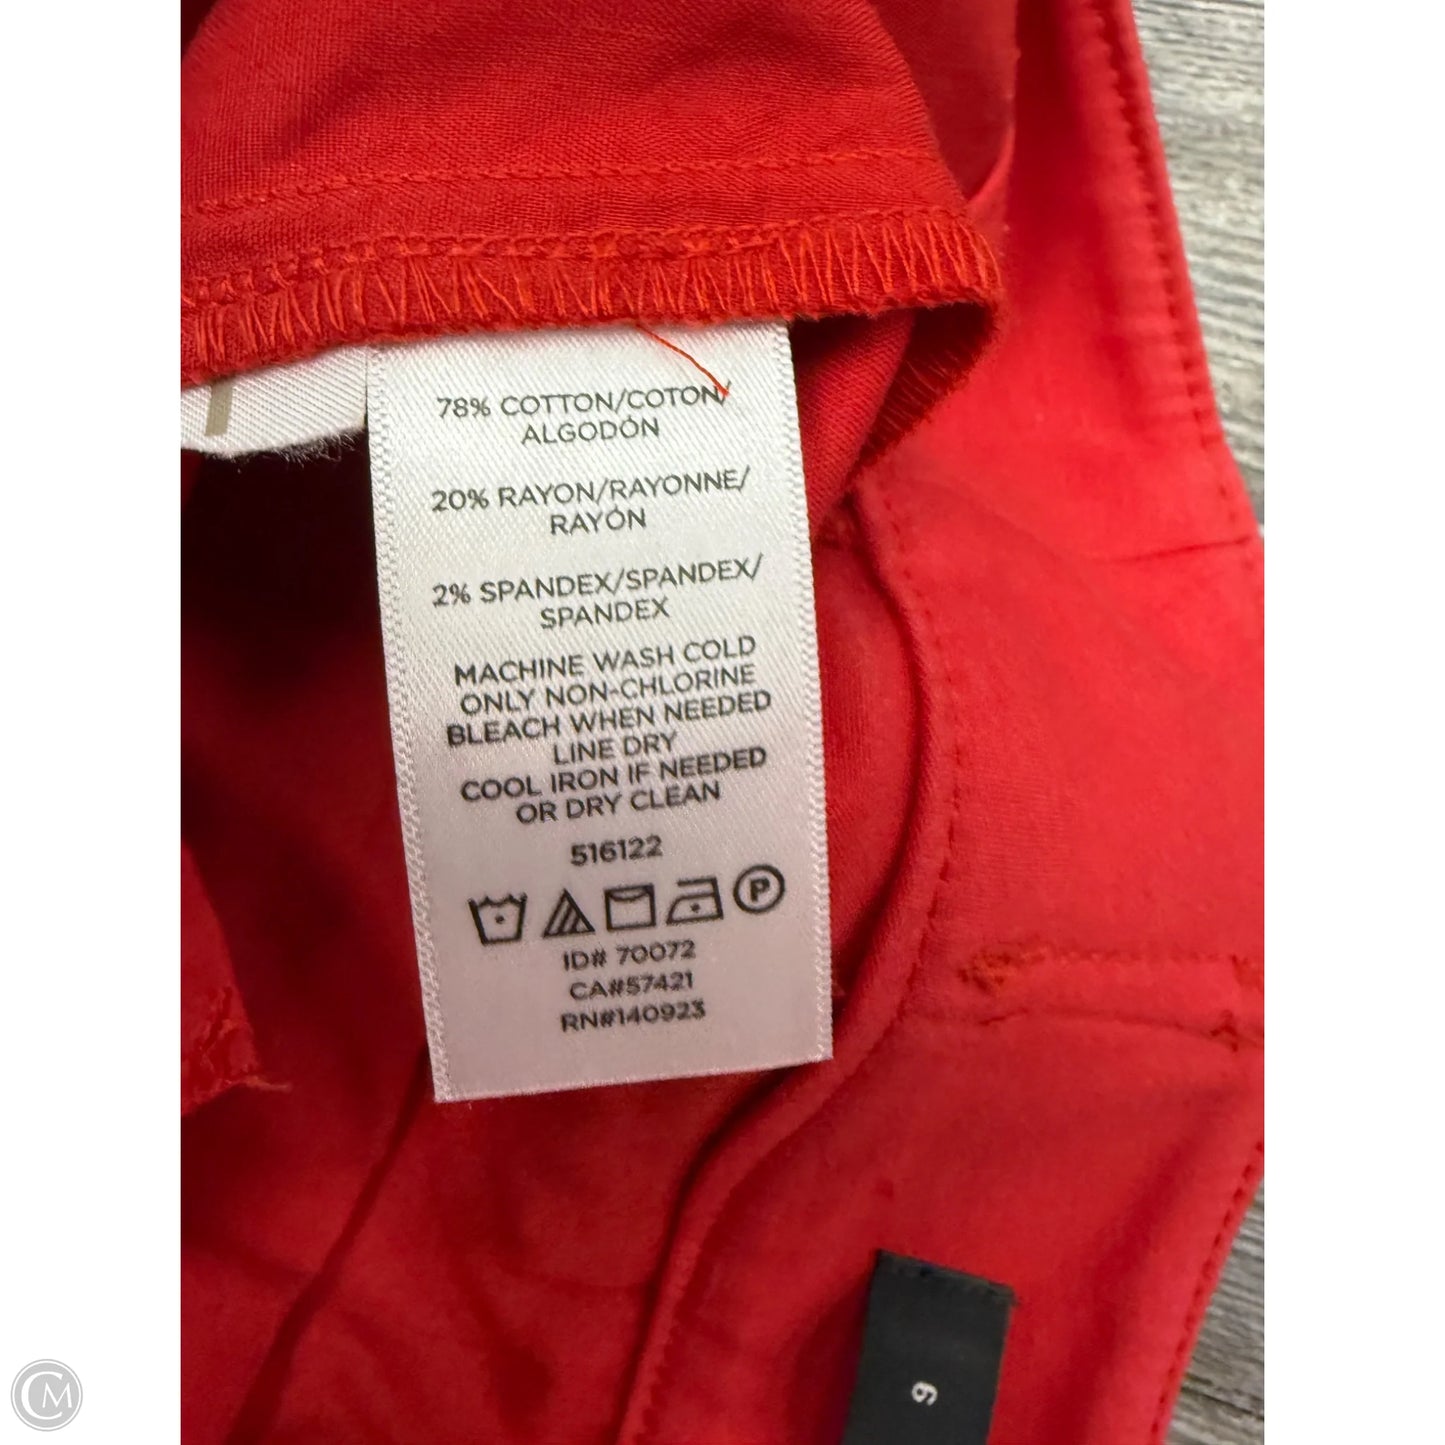 78% COTTON/COTON/
ALGODÓN
20% RAYON/RAYONNE/
RAYÓN
2% SPANDEX/SPANDEX/
SPANDEX
MACHINE WASH COLD
ONLY NON-CHLORINE
BLEACH WHEN NEEDED
LINE DRY
COOL IRON IF NEEDED
OR DRY CLEAN
516122
P
ID# 70072
CA#57421
RN#140923
6
CM